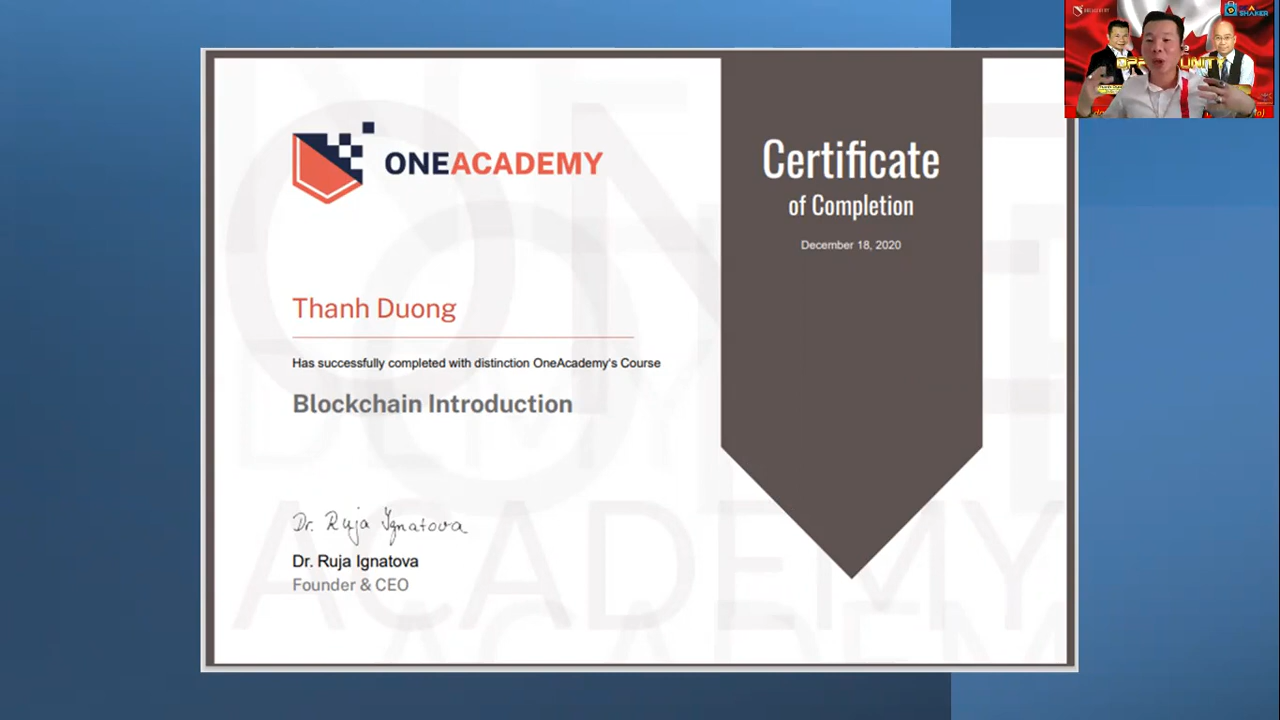 ONEACADEMY
Certificate
of Completion
December 18, 2020
Thanh Duong
Has successfully completed with distinction OneAcademy's Course
Blockchain Introduction
Dr. Ruja Ignatova
Dr. Ruja Ignatova
Founder & CEO
SHAKER